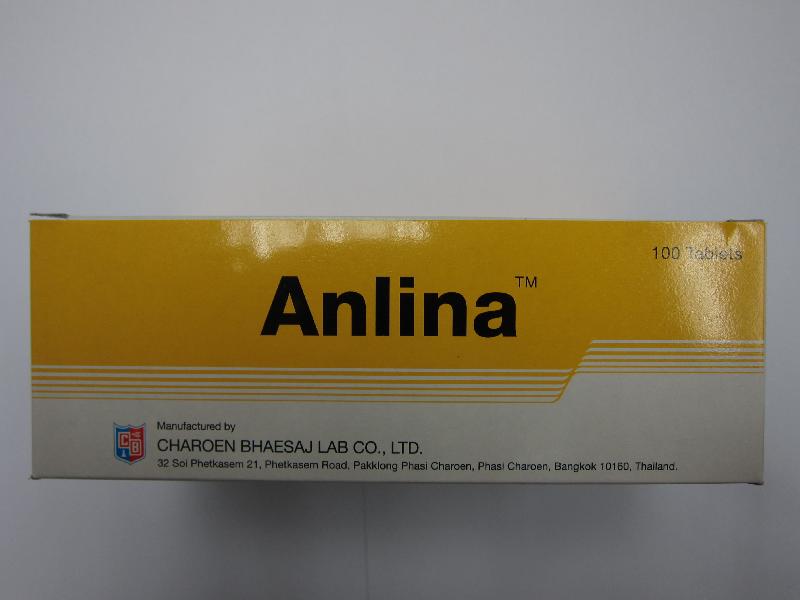 100 Tablets
Anlina™
CB
Manufactured by
CHAROEN BHAESAJ LAB CO., LTD.
32 Soi Phetkasem 21, Phetkasem Road, Pakklong Phasi Charoen, Phasi Charoen, Bangkok 10160, Thailand.